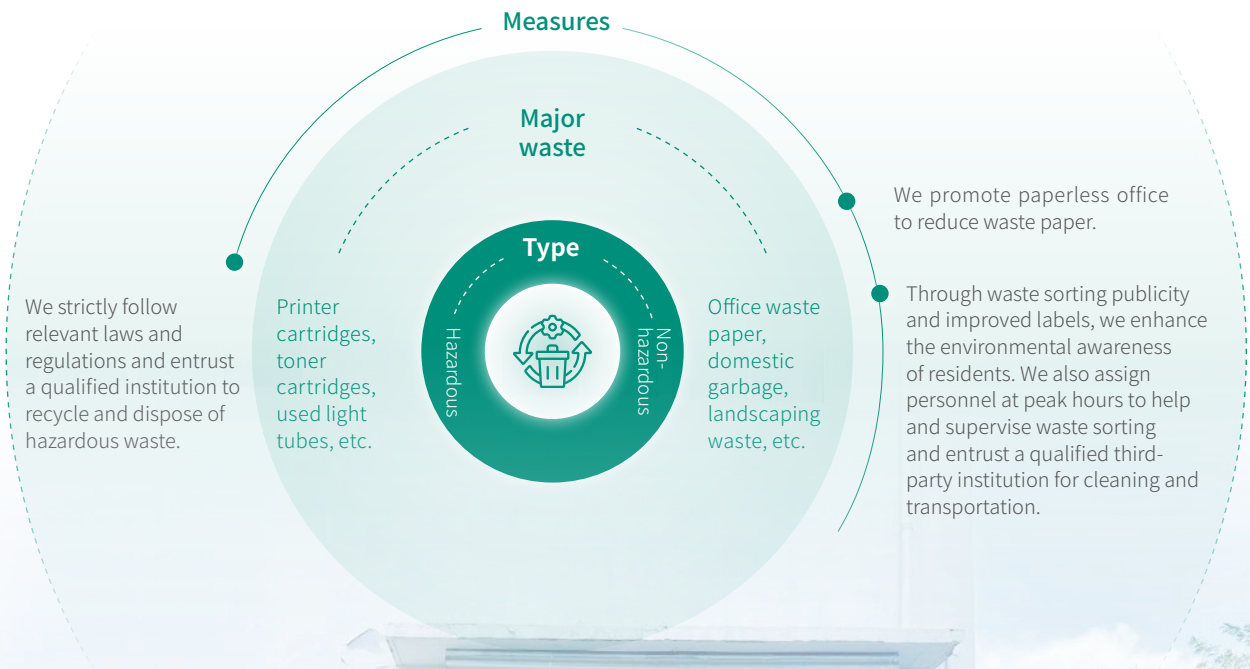 Measures
Major
waste
Type
Hazardous
Non-
hazardous
We strictly follow
relevant laws and
regulations and entrust
a qualified institution to
recycle and dispose of
hazardous waste.
Printer
cartridges,
toner
cartridges,
used light
tubes, etc.
Office waste
paper,
domestic
garbage,
landscaping
waste, etc.
We promote paperless office
to reduce waste paper.
Through waste sorting publicity
and improved labels, we enhance
the environmental awareness
of residents. We also assign
personnel at peak hours to help
and supervise waste sorting
and entrust a qualified third-
party institution for cleaning and
transportation.